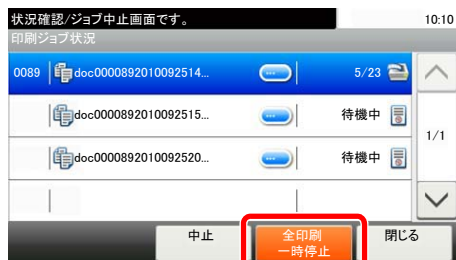 状況確認/ジョブ中止画面です。 10:10
印刷ジョブ状況
0089 doc0000892010092514... 5/23
doc0000892010092515... 待機中
1/1
doc0000892010092520... 待機中
中止 全印刷 閉じる
一時停止